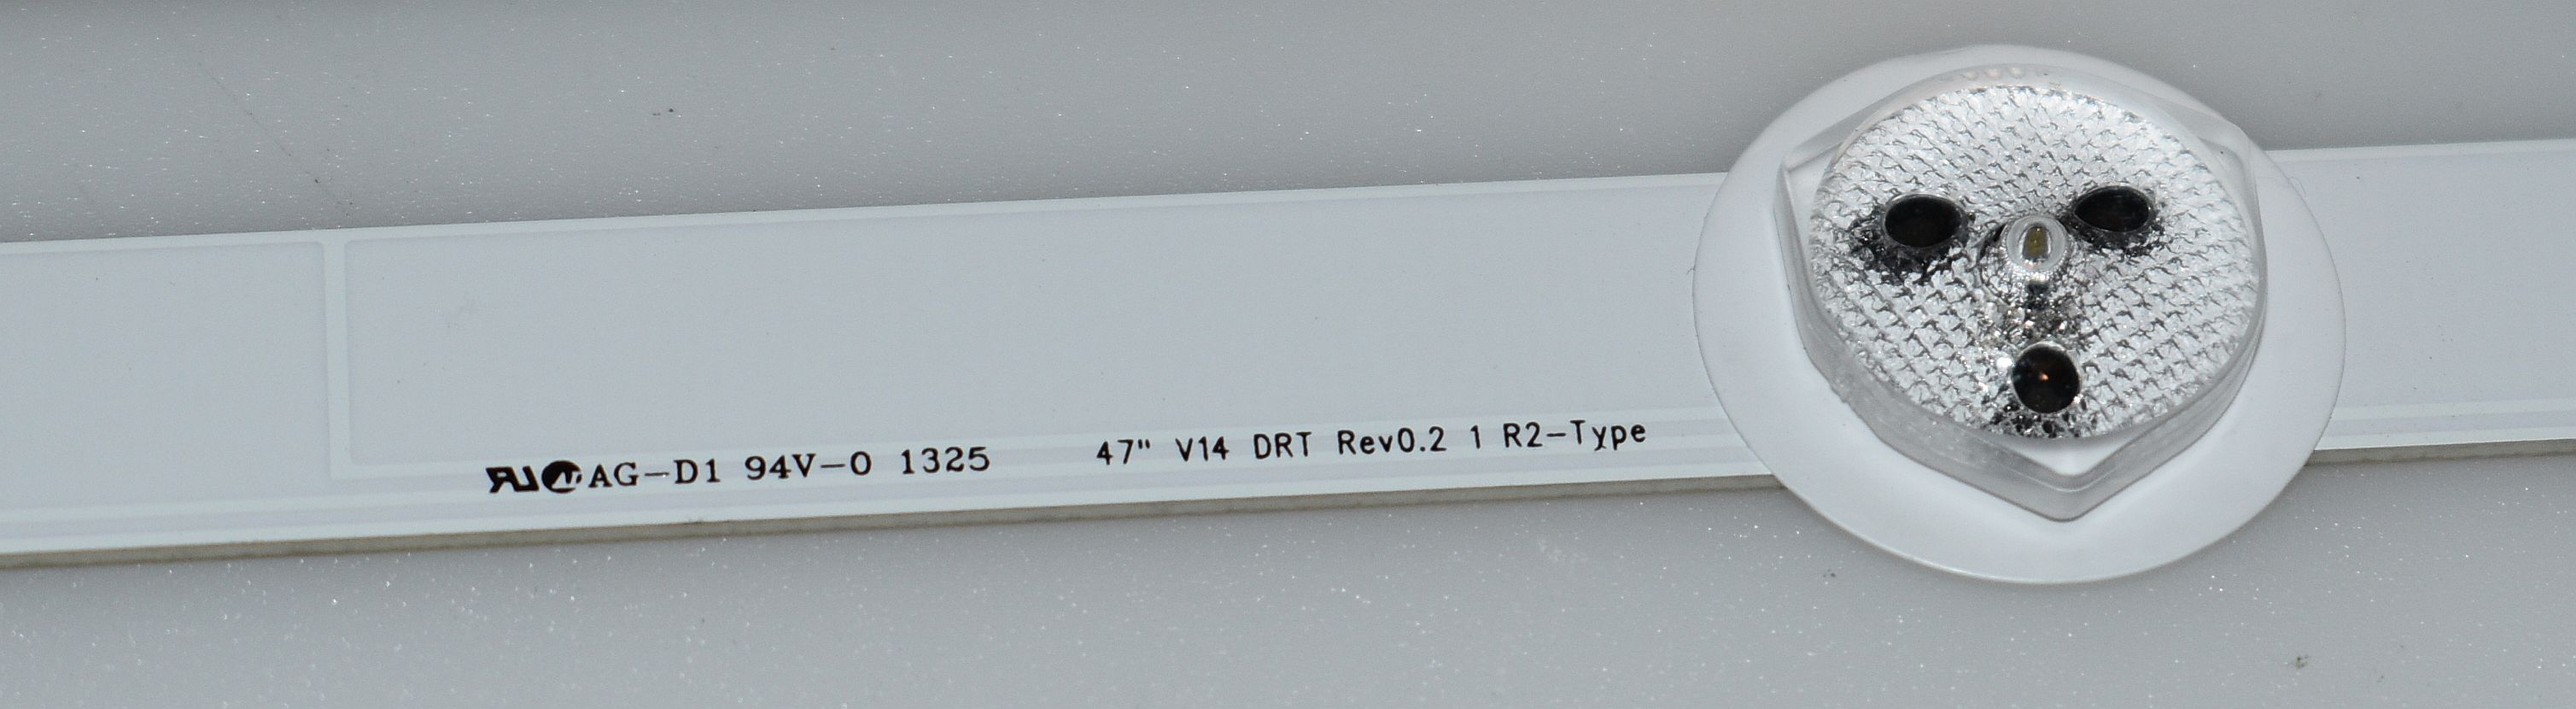 AG-D1 94V-0 1325 47" V14 DRT Rev0.2 1 R2-Type